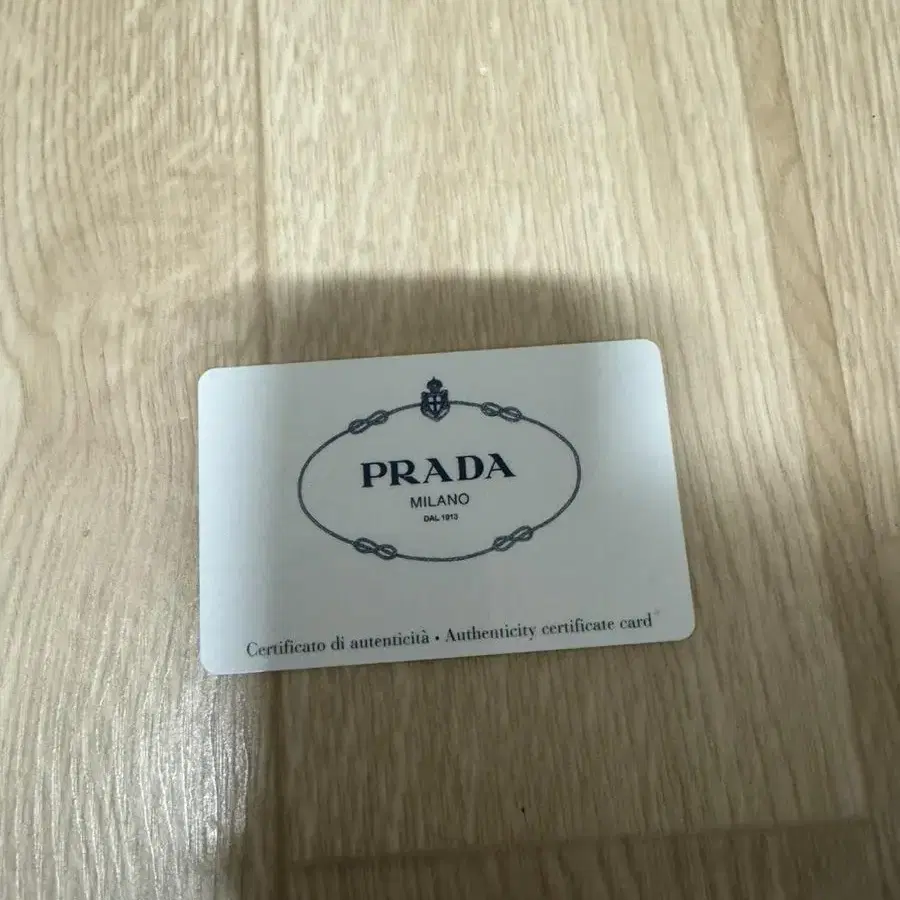 PRADA
MILANO
DAL 1913
Certificato di autenticità • Authenticity certificate card